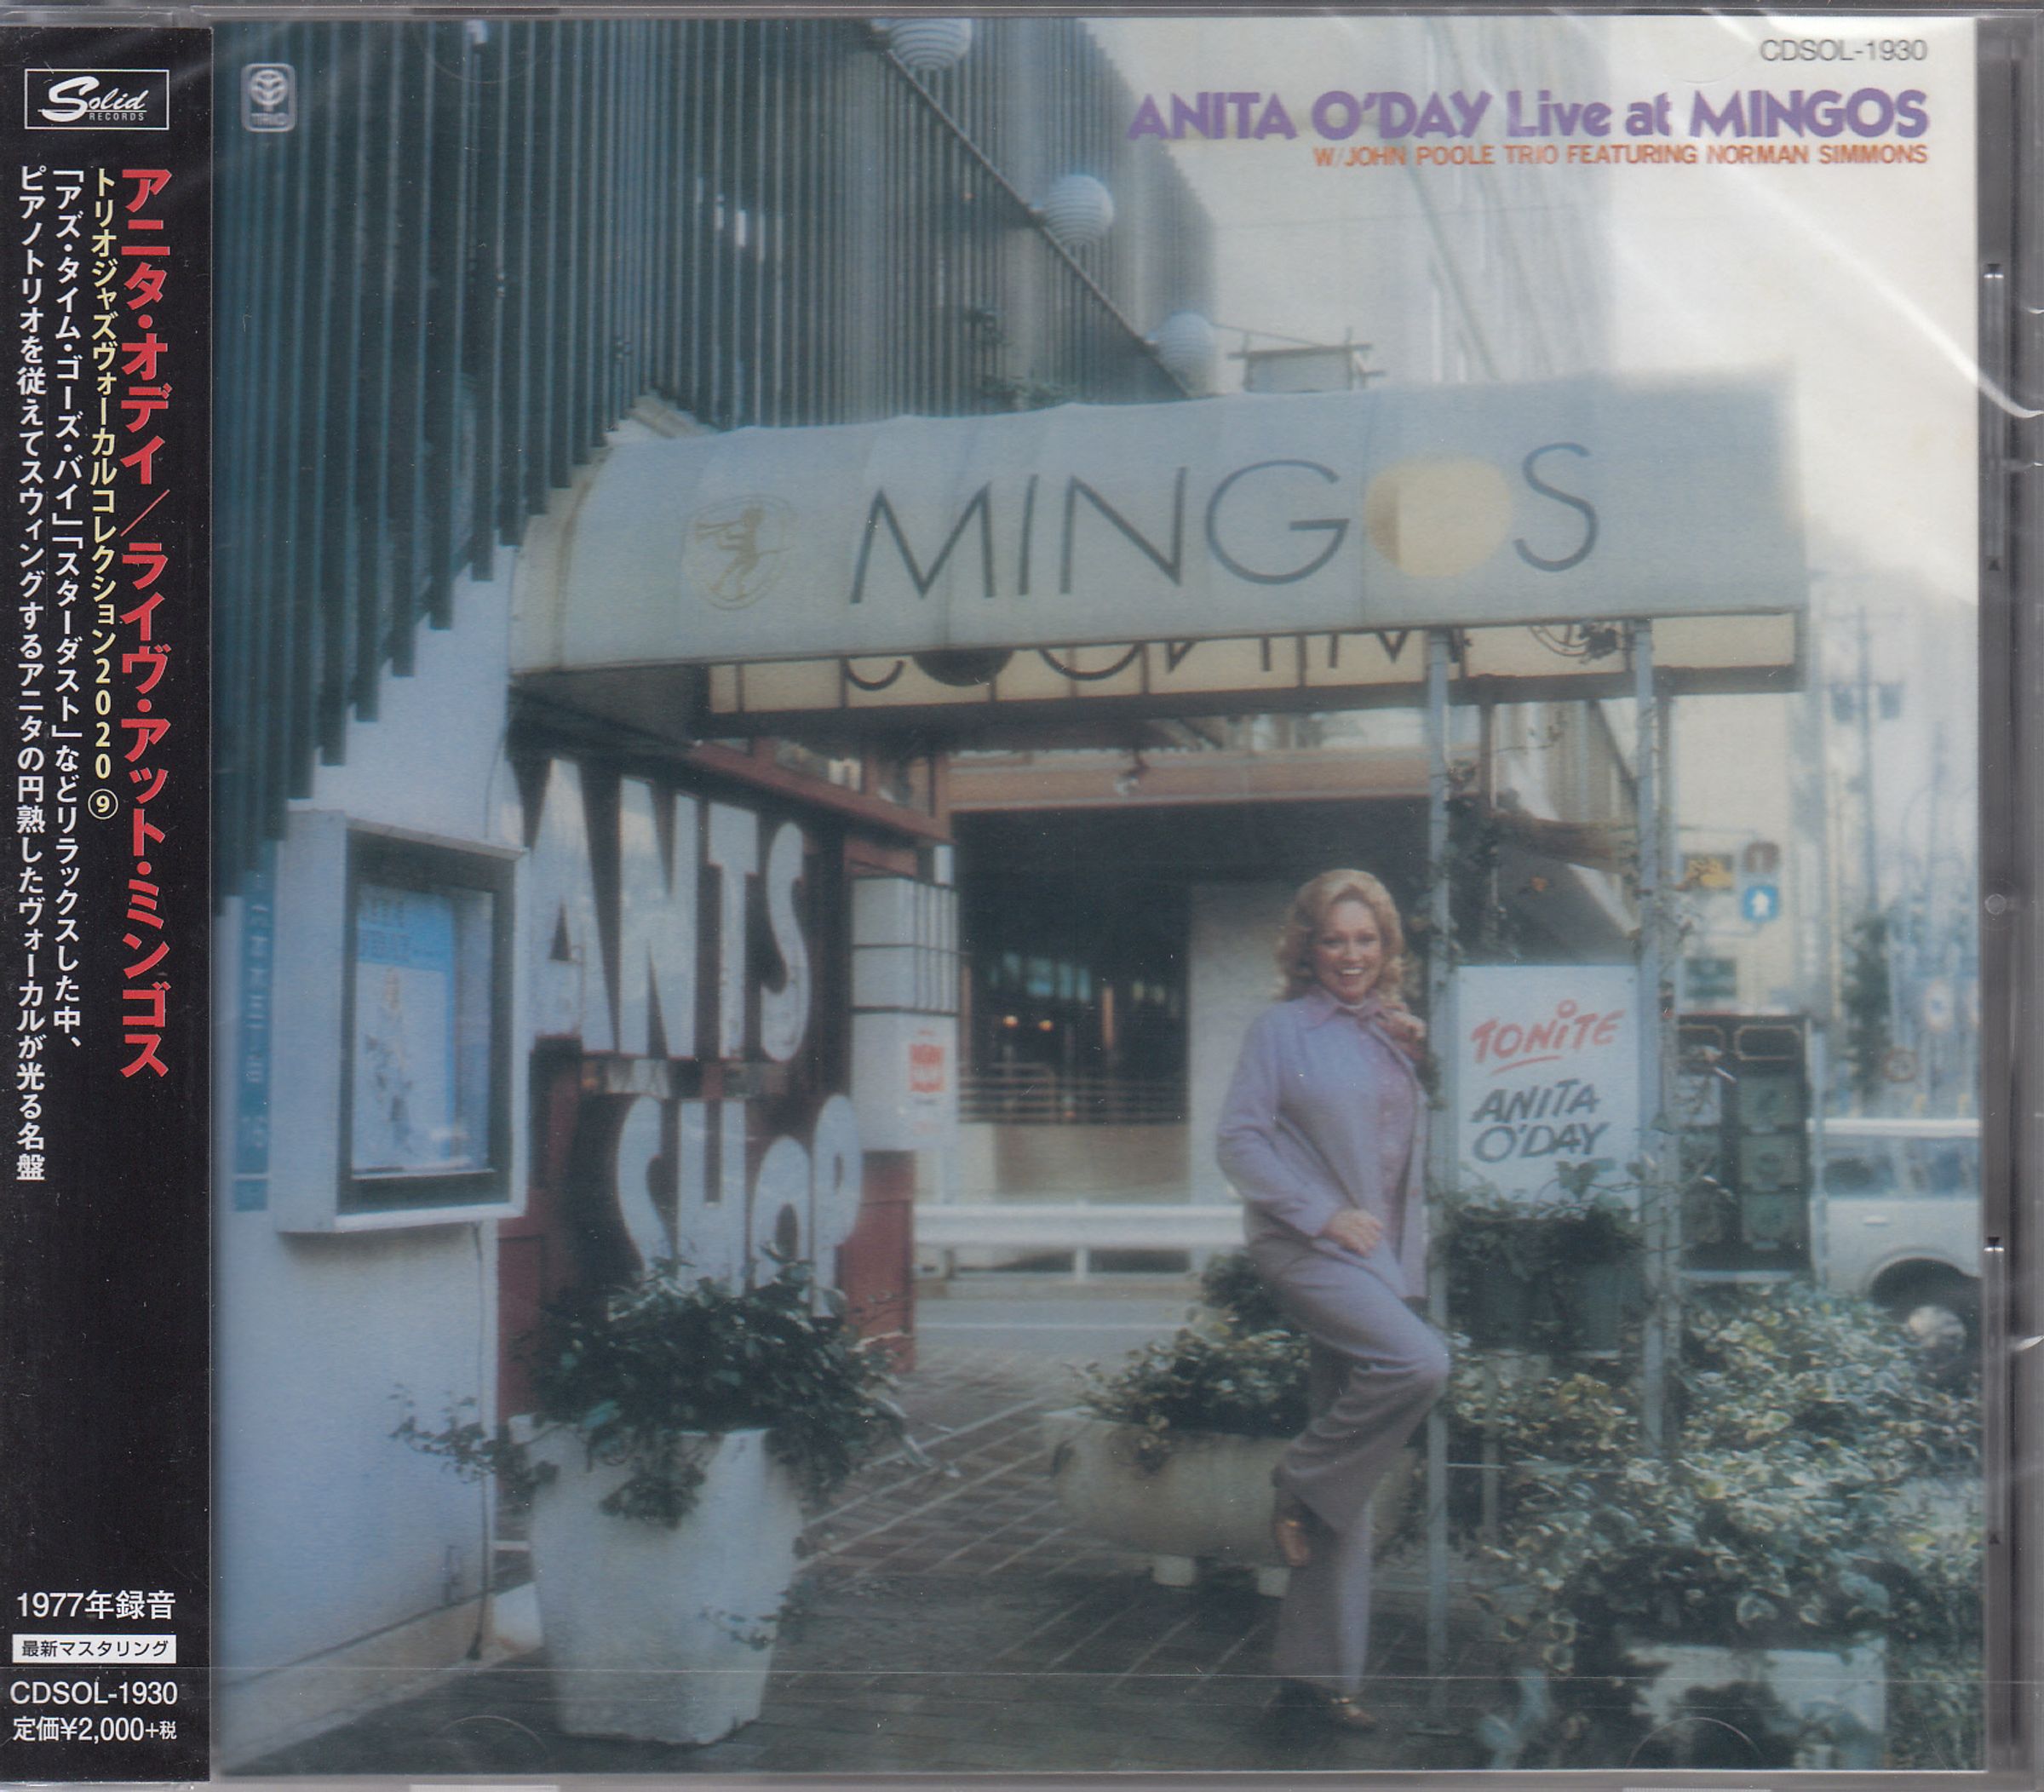 Solid
RECORDS
アニタ・オデイ／ライヴ・アット・ミンゴス
トリオジャズヴォーカルコレクション2020⑨
「アズ・タイム・ゴーズ・バイ」「スターダスト」などリラックスした中、
ピアノトリオを従えてスウィングするアニタの円熟したヴォーカルが光る名盤
1977年録音
最新マスタリング
CDSOL-1930
定価¥2,000+税
TRIO
CDSOL-1930
ANITA O'DAY Live at MINGOS
W/JOHN POOLE TRIO FEATURING NORMAN SIMMONS
MINGOS
ANTS
SHOP
TONiTE
ANITA
O'DAY